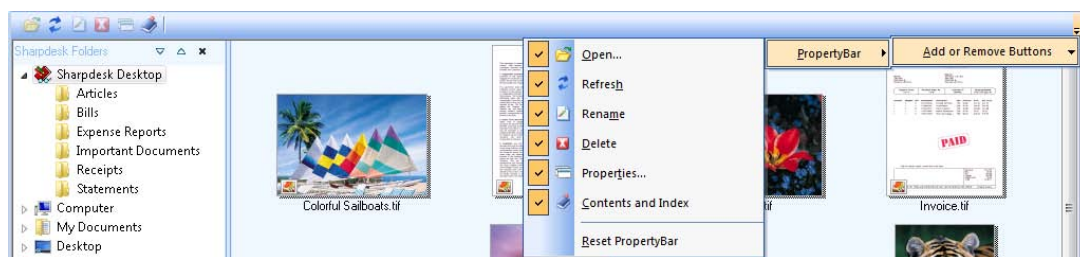 Sharpdesk Folders
Sharpdesk Desktop
Articles
Bills
Expense Reports
Important Documents
Receipts
Statements
Computer
My Documents
Desktop
Colorful Sailboats.tif
Open...
Refresh
Rename
Delete
Properties...
Contents and Index
Reset PropertyBar
PropertyBar
Add or Remove Buttons
tif
PAID
Invoice.tif